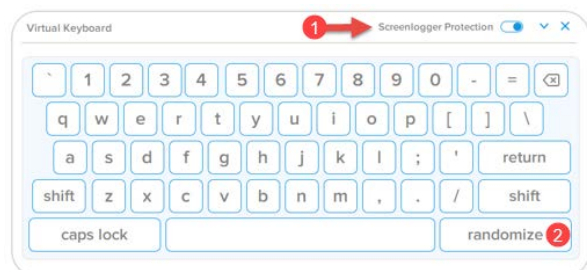 Virtual Keyboard 1 Screenlogger Protection
` 1 2 3 4 5 6 7 8 9 0 - =
q w e r t y u i o p [ ] \
a s d f g h j k l ; ' return
shift z x c v b n m , . / shift
caps lock randomize 2